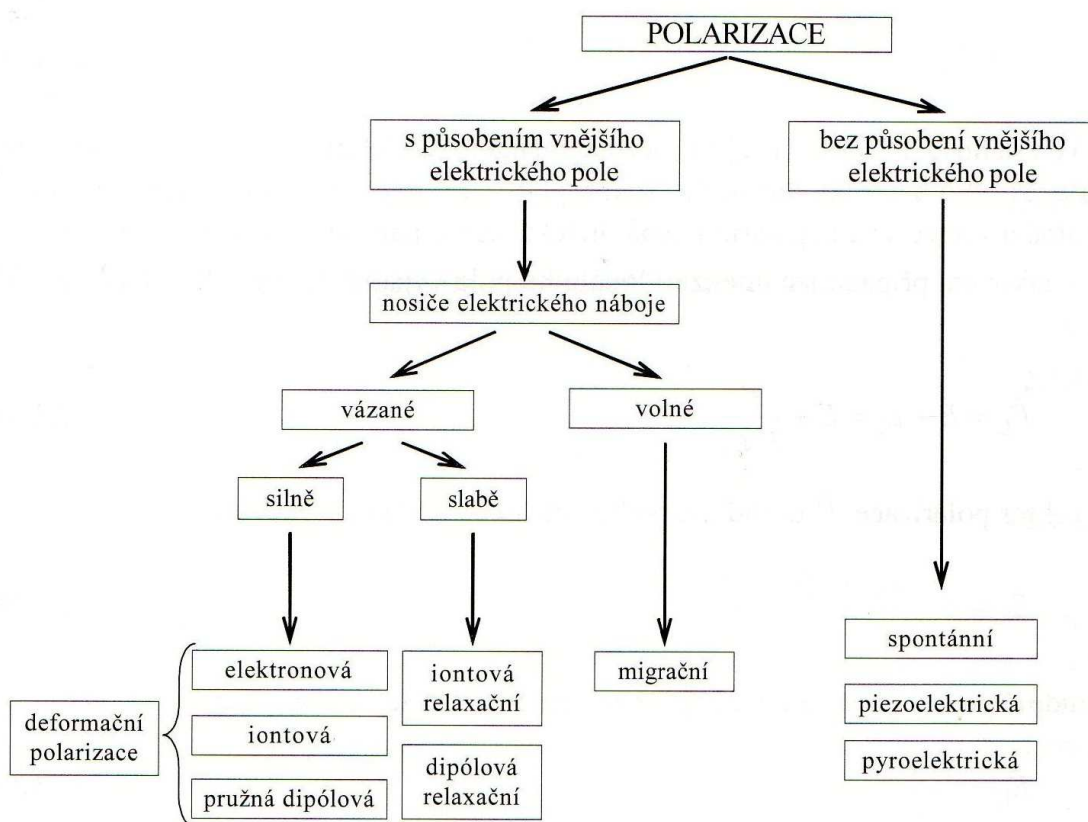 POLARIZACE
s působením vnějšího
elektrického pole
bez působení vnějšího
elektrického pole
nosiče elektrického náboje
vázané
volné
silně
slabě
deformační
polarizace
elektronová
iontová
pružná dipólová
iontová
relaxační
dipólová
relaxační
migrační
spontánní
piezoelektrická
pyroelektrická